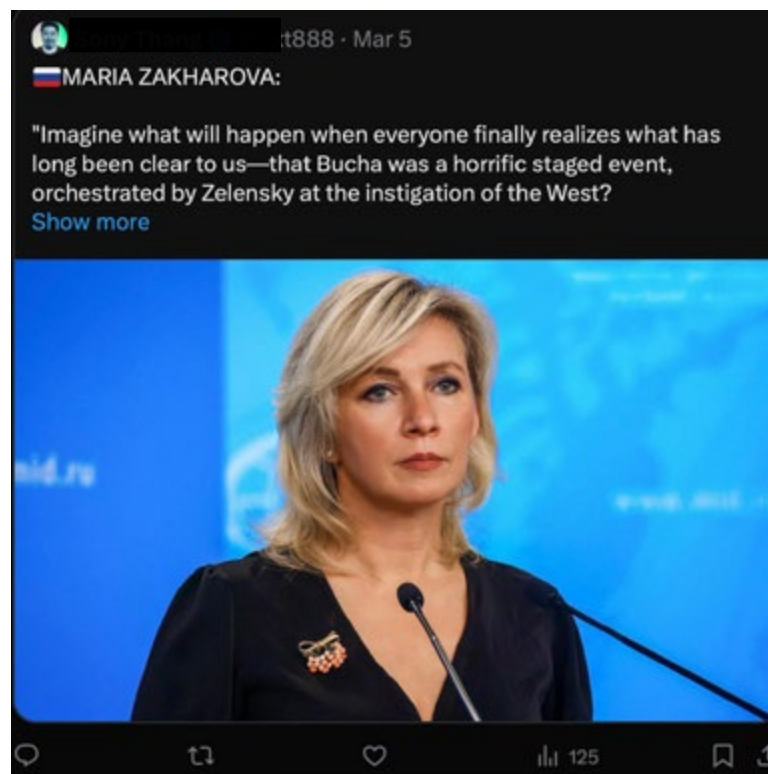 t888 · Mar 5
MARIA ZAKHAROVA:
"Imagine what will happen when everyone finally realizes what has
long been clear to us—that Bucha was a horrific staged event,
orchestrated by Zelensky at the instigation of the West?
Show more
mid.ru
125